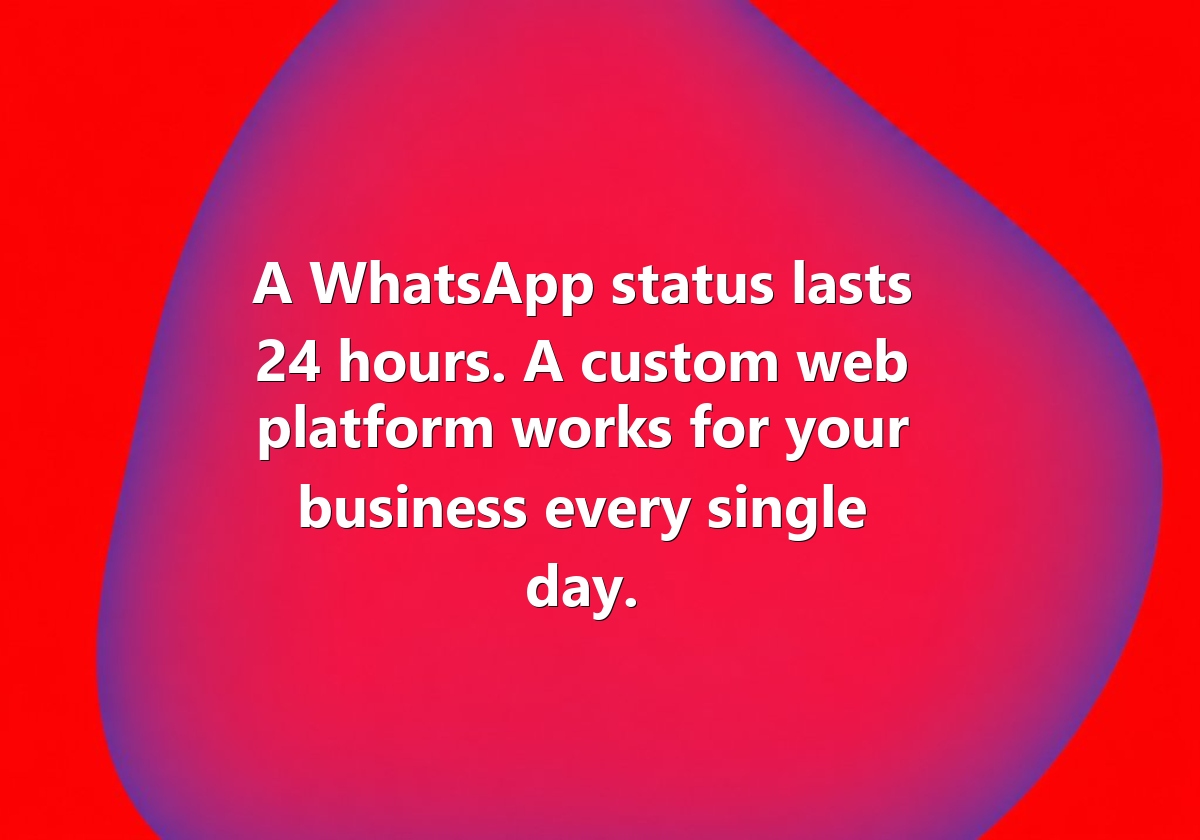 A WhatsApp status lasts
24 hours. A custom web
platform works for your
business every single
day.